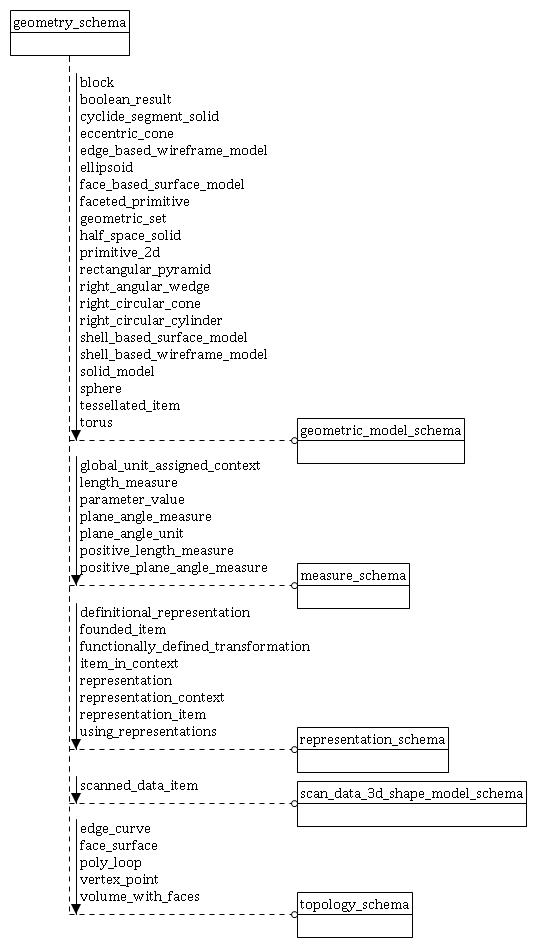 geometry_schema
block
boolean_result
cyclide_segment_solid
eccentric_cone
edge_based_wireframe_model
ellipsoid
face_based_surface_model
faceted_primitive
geometric_set
half_space_solid
primitive_2d
rectangular_pyramid
right_angular_wedge
right_circular_cone
right_circular_cylinder
shell_based_surface_model
shell_based_wireframe_model
solid_model
sphere
tessellated_item
torus
geometric_model_schema
global_unit_assigned_context
length_measure
parameter_value
plane_angle_measure
plane_angle_unit
positive_length_measure
positive_plane_angle_measure
measure_schema
definitional_representation
founded_item
functionally_defined_transformation
item_in_context
representation
representation_context
representation_item
using_representations
representation_schema
scanned_data_item
scan_data_3d_shape_model_schema
edge_curve
face_surface
poly_loop
vertex_point
volume_with_faces
topology_schema